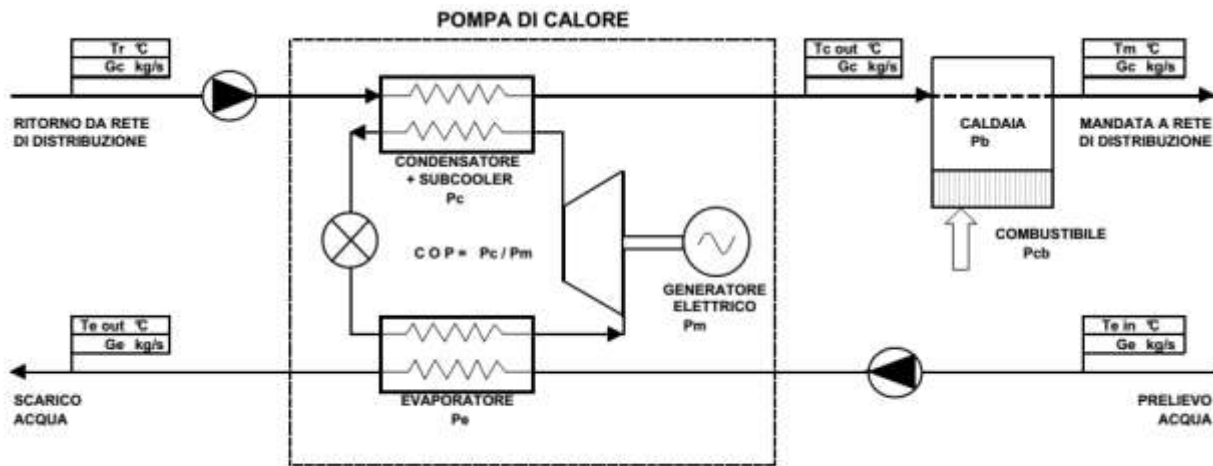 POMPA DI CALORE
Tr °C
Gc kg/s
Tc out °C
Gc kg/s
Tm °C
Gc kg/s
RITORNO DA RETE
DI DISTRIBUZIONE
CONDENSATORE
+ SUBCOOLER
Pc
CALDAIA
Pb
MANDATA A RETE
DI DISTRIBUZIONE
C O P = Pc / Pm
COMBUSTIBILE
Pcb
GENERATORE
ELETTRICO
Pm
Te out °C
Ge kg/s
Te in °C
Ge kg/s
SCARICO
ACQUA
EVAPORATORE
Pe
PRELIEVO
ACQUA